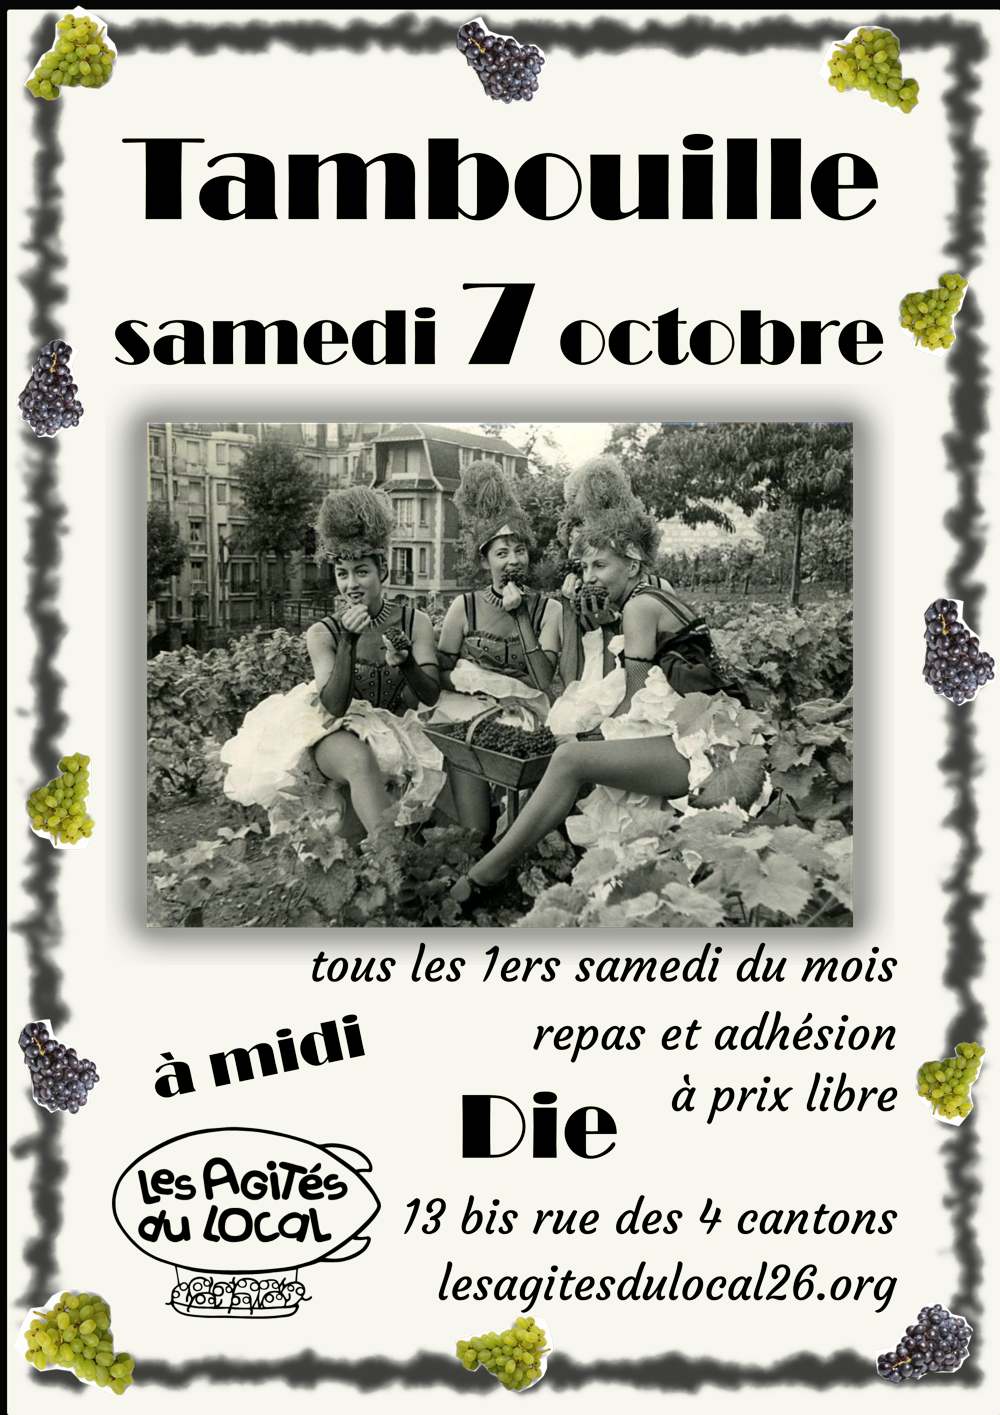 Tambouille
samedi 7 octobre
tous les 1ers samedi du mois
à midi
repas et adhésion
à prix libre
Die
Les Agités
du Local
13 bis rue des 4 cantons
lesagitesdulocal26.org